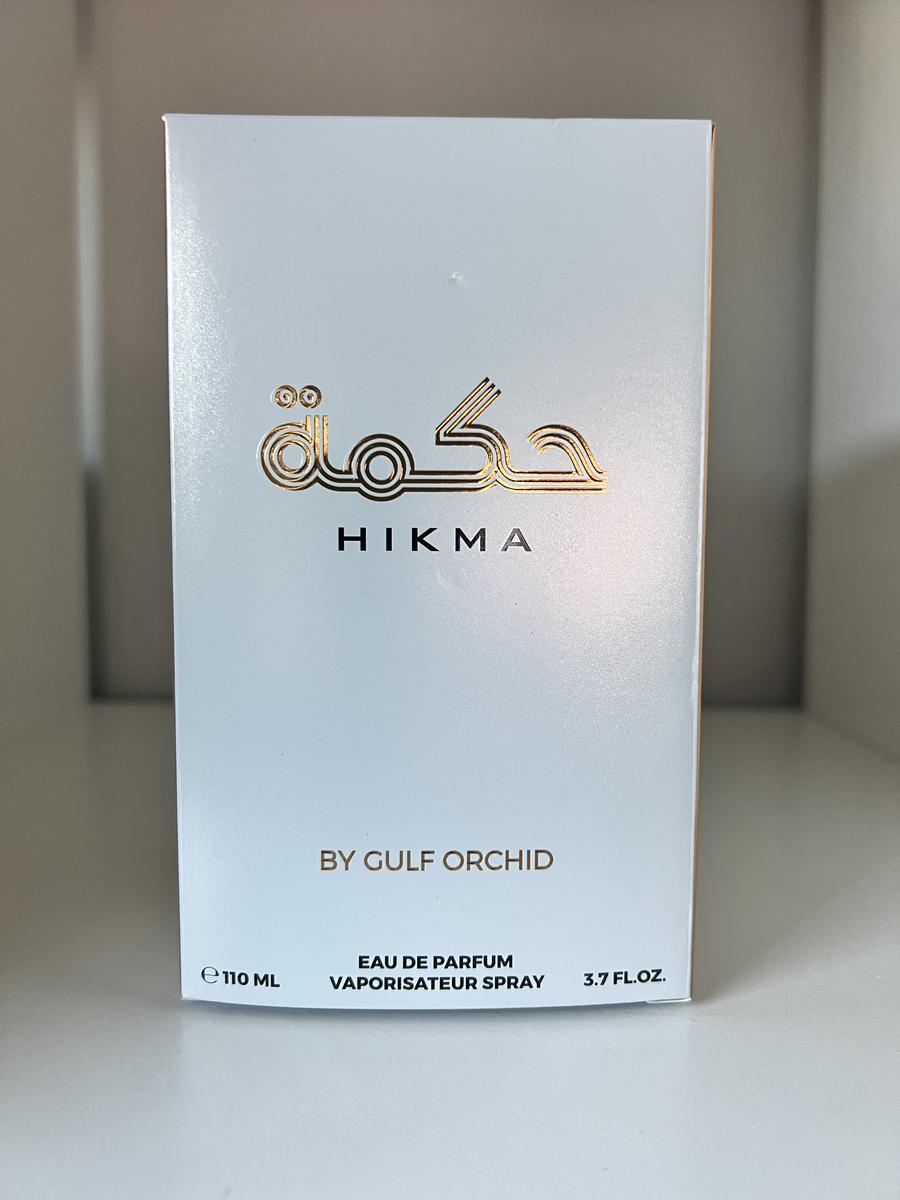 حكمة
HIKMA
BY GULF ORCHID
℮ 110 ML
EAU DE PARFUM
VAPORISATEUR SPRAY
3.7 FL.OZ.